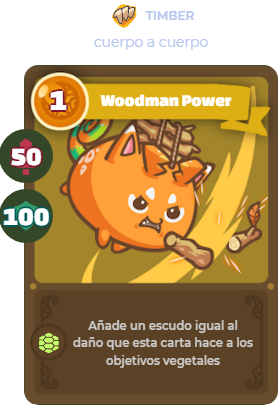 TIMBER
cuerpo a cuerpo
1
Woodman Power
50
100
Añade un escudo igual al
daño que esta carta hace a los
objetivos vegetales